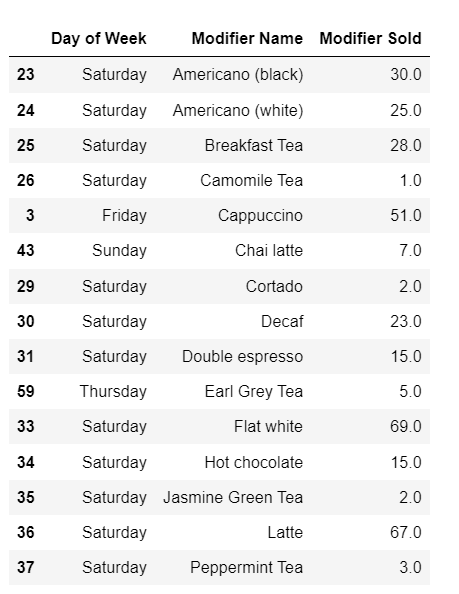 Day of Week Modifier Name Modifier Sold
23 Saturday Americano (black) 30.0
24 Saturday Americano (white) 25.0
25 Saturday Breakfast Tea 28.0
26 Saturday Camomile Tea 1.0
3 Friday Cappuccino 51.0
43 Sunday Chai latte 7.0
29 Saturday Cortado 2.0
30 Saturday Decaf 23.0
31 Saturday Double espresso 15.0
59 Thursday Earl Grey Tea 5.0
33 Saturday Flat white 69.0
34 Saturday Hot chocolate 15.0
35 Saturday Jasmine Green Tea 2.0
36 Saturday Latte 67.0
37 Saturday Peppermint Tea 3.0